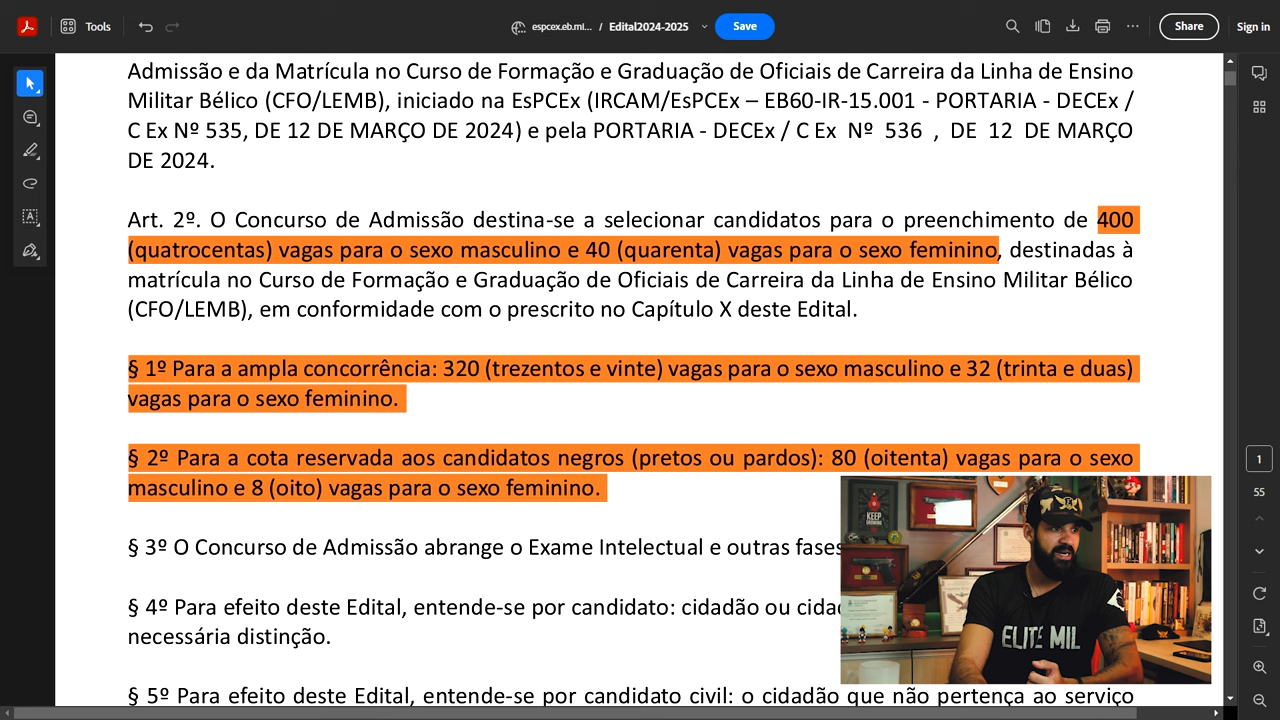 Tools
espcex.eb.mi... / Edital2024-2025
Save
Share
Sign in
Admissão e da Matrícula no Curso de Formação e Graduação de Oficiais de Carreira da Linha de Ensino
Militar Bélico (CFO/LEMB), iniciado na EsPCEx (IRCAM/EsPCEx – EB60-IR-15.001 - PORTARIA - DECEx /
C Ex Nº 535, DE 12 DE MARÇO DE 2024) e pela PORTARIA - DECEx / C Ex Nº 536 , DE 12 DE MARÇO
DE 2024.
Art. 2º. O Concurso de Admissão destina-se a selecionar candidatos para o preenchimento de 400
(quatrocentas) vagas para o sexo masculino e 40 (quarenta) vagas para o sexo feminino, destinadas à
matrícula no Curso de Formação e Graduação de Oficiais de Carreira da Linha de Ensino Militar Bélico
(CFO/LEMB), em conformidade com o prescrito no Capítulo X deste Edital.
§ 1º Para a ampla concorrência: 320 (trezentos e vinte) vagas para o sexo masculino e 32 (trinta e duas)
vagas para o sexo feminino.
§ 2º Para a cota reservada aos candidatos negros (pretos ou pardos): 80 (oitenta) vagas para o sexo
masculino e 8 (oito) vagas para o sexo feminino.
§ 3º O Concurso de Admissão abrange o Exame Intelectual e outras fases
§ 4º Para efeito deste Edital, entende-se por candidato: cidadão ou
necessária distinção.
§ 5º Para efeito deste Edital, entende-se por candidato civil: o cidadão que não pertença ao serviço
1
55
KEEP
ELITE MIL